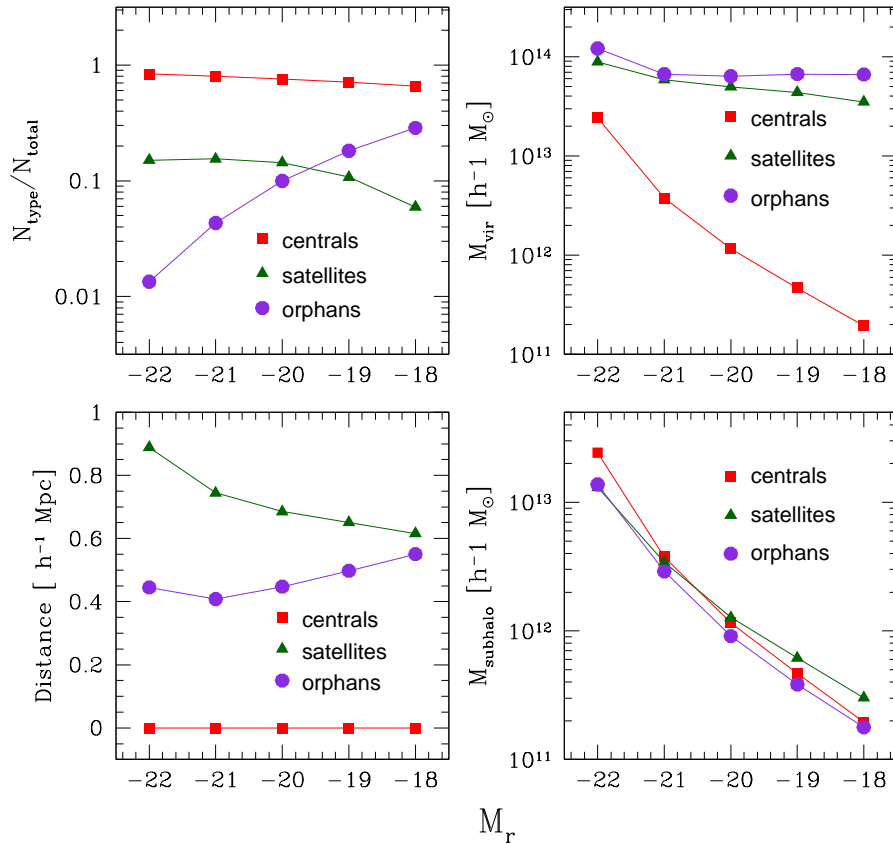 N_type/N_total
1
0.1
0.01
centrals
satellites
orphans
−22 −21 −20 −19 −18
M_vir [h-1 M_⊙]
10^14
10^13
10^12
10^11
centrals
satellites
orphans
−22 −21 −20 −19 −18
Distance [ h^−1 Mpc]
1
0.8
0.6
0.4
0.2
0
centrals
satellites
orphans
−22 −21 −20 −19 −18
M_subhalo [h-1 M_⊙]
10^13
10^12
10^11
centrals
satellites
orphans
−22 −21 −20 −19 −18
M_r